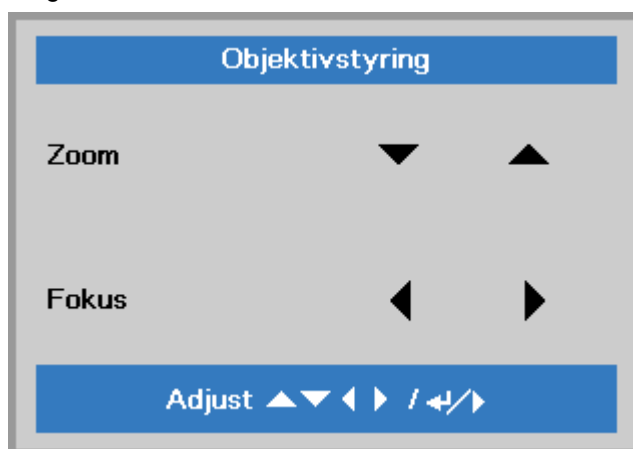 Objektivstyring
Zoom ▼ ▲
Fokus ◀ ▶
Adjust ▲▼◀ ▶ / ↵/▶